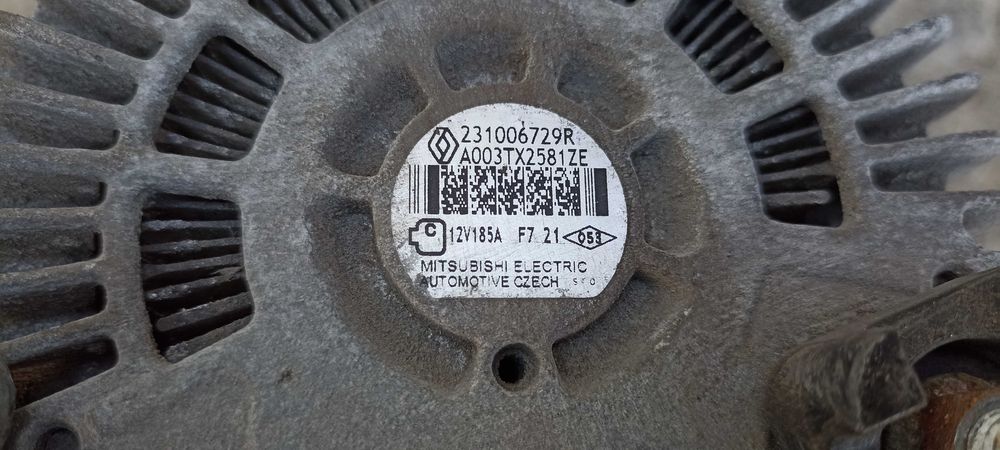 231006729R
A003TX2581ZE
C 12V185A F7 21 053
MITSUBISHI ELECTRIC
AUTOMOTIVE CZECH s r o